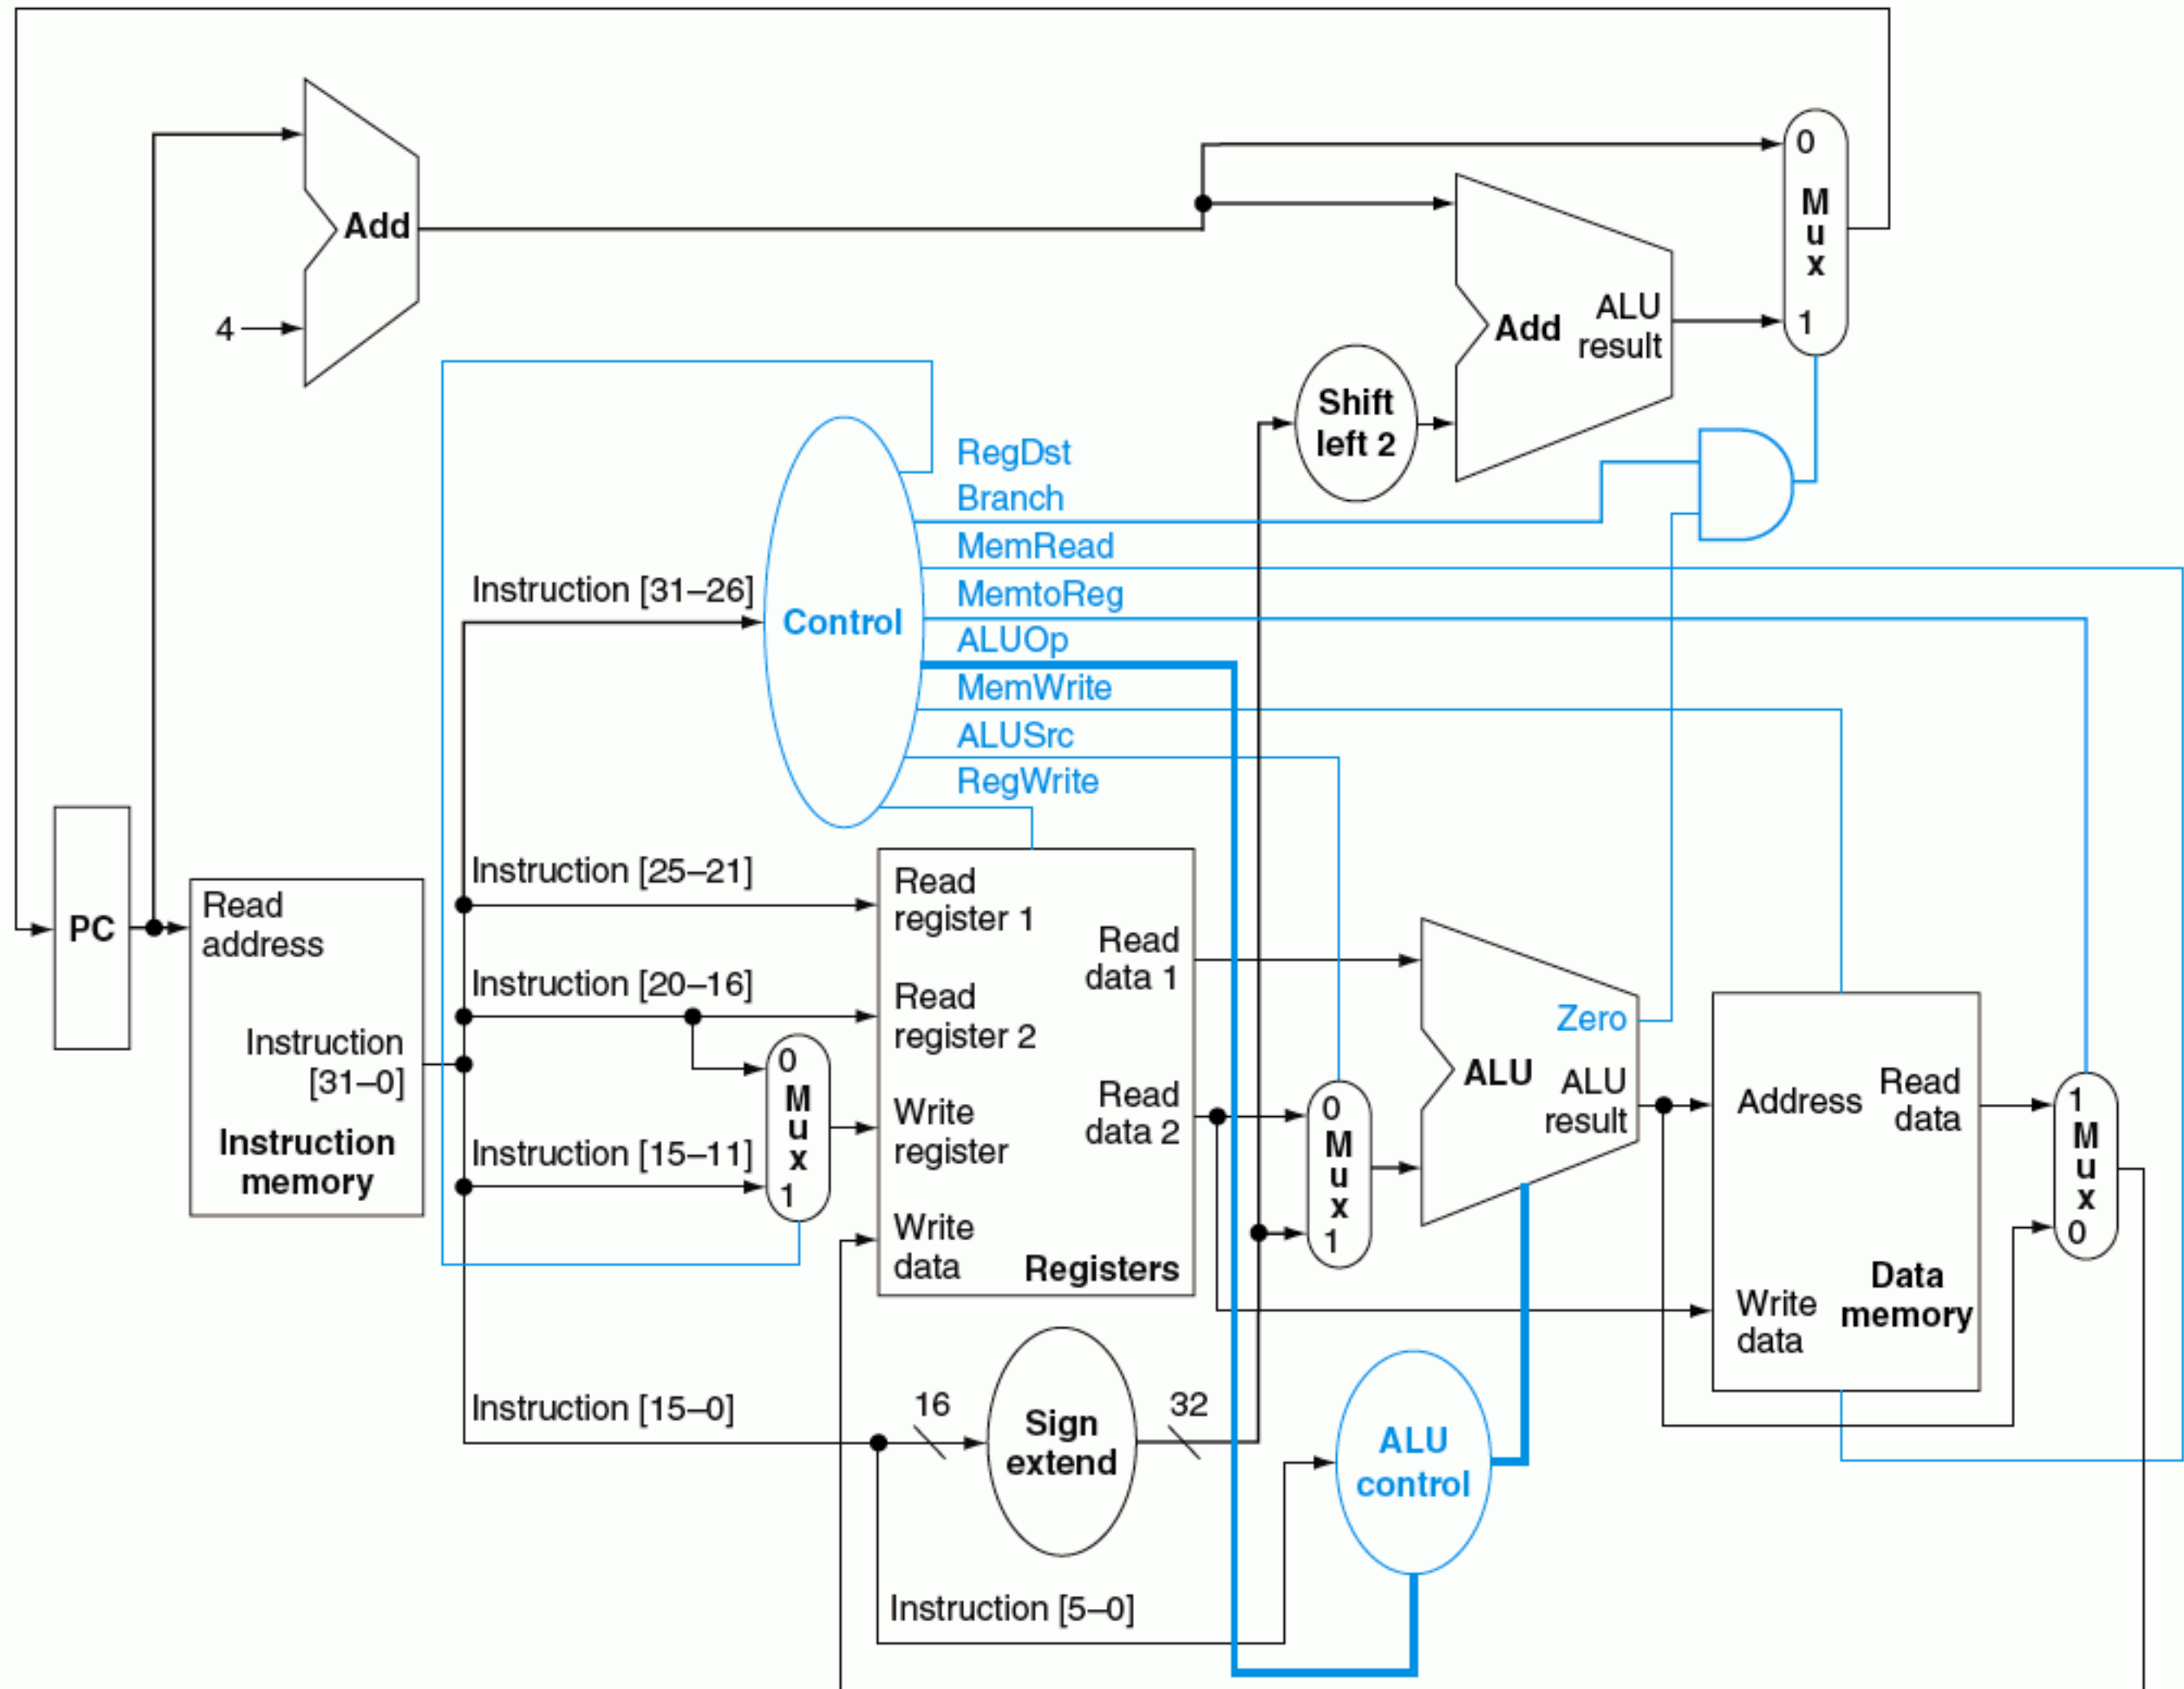 0
M
u
x
1
Add
4
Add
ALU
result
Shift
left 2
RegDst
Branch
MemRead
MemtoReg
ALUOp
MemWrite
ALUSrc
RegWrite
Instruction [31–26]
Control
Instruction [25–21]
Instruction [20–16]
Instruction [15–11]
Instruction [15–0]
Instruction [5–0]
PC
Read
address
Instruction
[31–0]
Instruction
memory
0
M
u
x
1
Read
register 1
Read
register 2
Write
register
Write
data
Read
data 1
Read
data 2
Registers
0
M
u
x
1
Zero
ALU
ALU
result
Address
Read
data
Write
data
Data
memory
1
M
u
x
0
16
Sign
extend
32
ALU
control